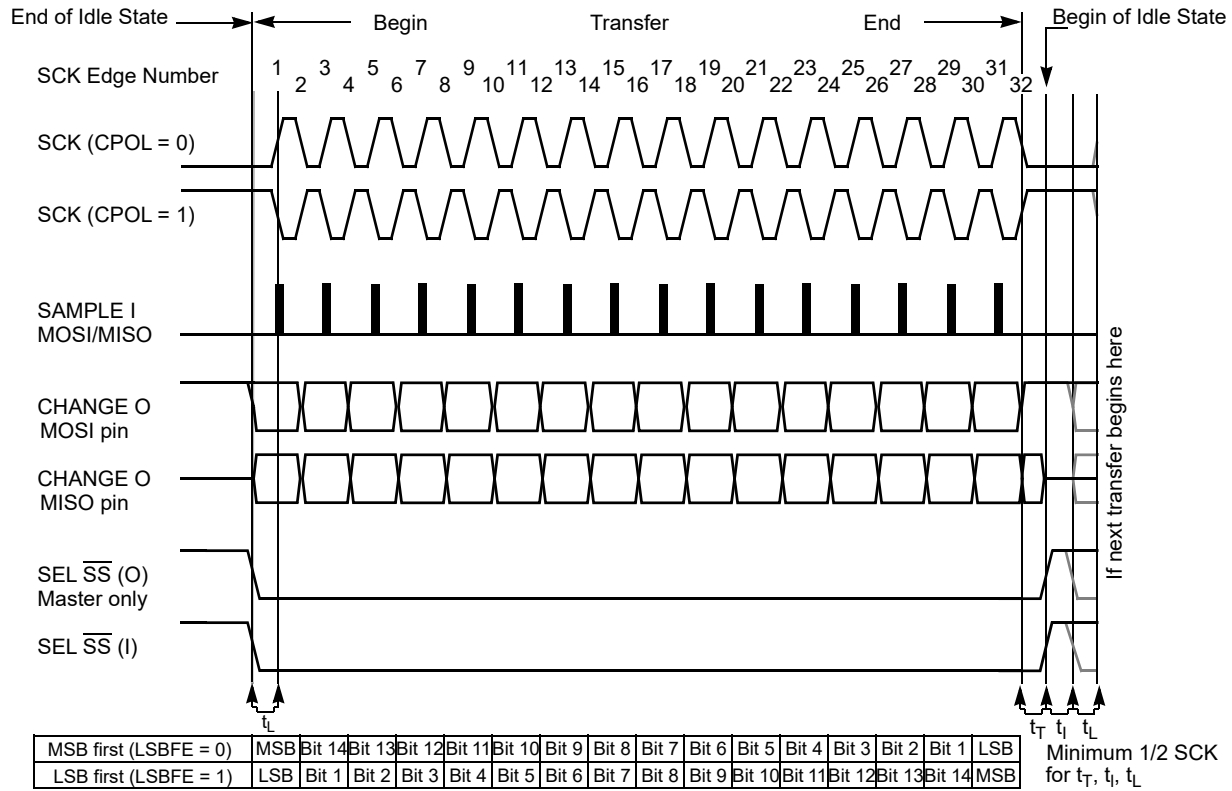 End of Idle State Begin Transfer End Begin of Idle State
SCK Edge Number 1 2 3 4 5 6 7 8 9 10 11 12 13 14 15 16 17 18 19 20 21 22 23 24 25 26 27 28 29 30 31 32
SCK (CPOL = 0)
SCK (CPOL = 1)
SAMPLE I
MOSI/MISO
CHANGE O
MOSI pin
CHANGE O
MISO pin
SEL SS (O)
Master only
SEL SS (I)
If next transfer begins here
tL tT tI tL
MSB first (LSBFE = 0) MSB Bit 14 Bit 13 Bit 12 Bit 11 Bit 10 Bit 9 Bit 8 Bit 7 Bit 6 Bit 5 Bit 4 Bit 3 Bit 2 Bit 1 LSB
LSB first (LSBFE = 1) LSB Bit 1 Bit 2 Bit 3 Bit 4 Bit 5 Bit 6 Bit 7 Bit 8 Bit 9 Bit 10 Bit 11 Bit 12 Bit 13 Bit 14 MSB
Minimum 1/2 SCK
for tT, tI, tL